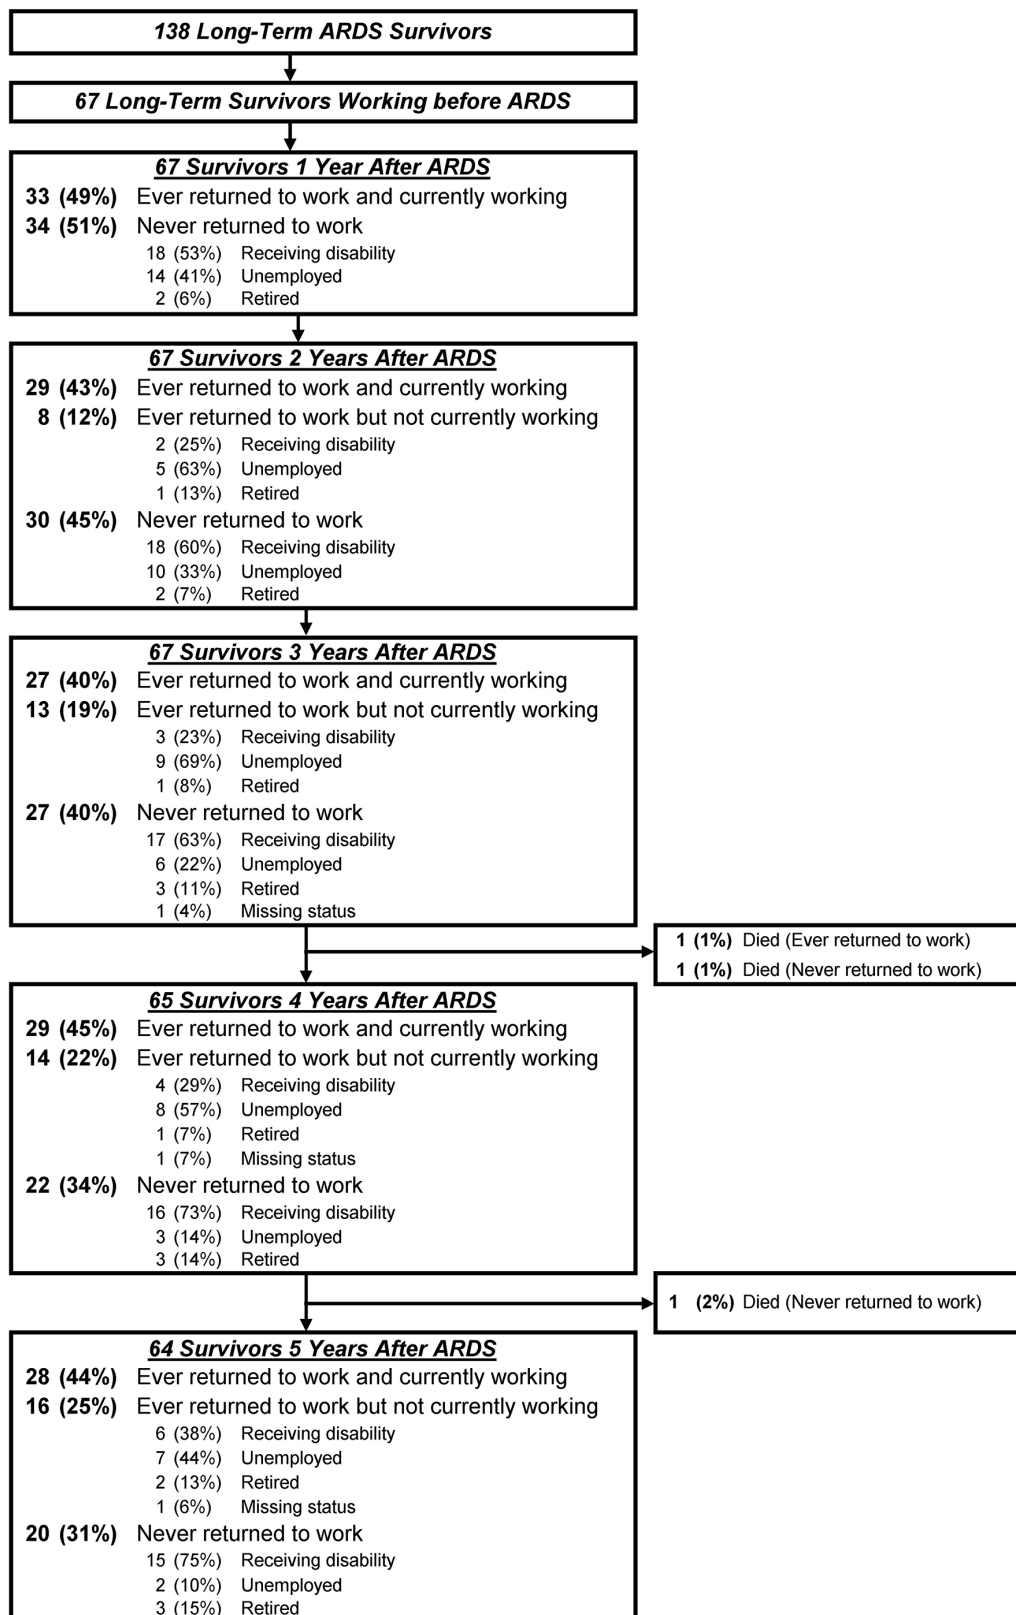 138 Long-Term ARDS Survivors
67 Long-Term Survivors Working before ARDS
67 Survivors 1 Year After ARDS
33 (49%) Ever returned to work and currently working
34 (51%) Never returned to work
18 (53%) Receiving disability
14 (41%) Unemployed
2 (6%) Retired
67 Survivors 2 Years After ARDS
29 (43%) Ever returned to work and currently working
8 (12%) Ever returned to work but not currently working
2 (25%) Receiving disability
5 (63%) Unemployed
1 (13%) Retired
30 (45%) Never returned to work
18 (60%) Receiving disability
10 (33%) Unemployed
2 (7%) Retired
67 Survivors 3 Years After ARDS
27 (40%) Ever returned to work and currently working
13 (19%) Ever returned to work but not currently working
3 (23%) Receiving disability
9 (69%) Unemployed
1 (8%) Retired
27 (40%) Never returned to work
17 (63%) Receiving disability
6 (22%) Unemployed
3 (11%) Retired
1 (4%) Missing status
1 (1%) Died (Ever returned to work)
1 (1%) Died (Never returned to work)
65 Survivors 4 Years After ARDS
29 (45%) Ever returned to work and currently working
14 (22%) Ever returned to work but not currently working
4 (29%) Receiving disability
8 (57%) Unemployed
1 (7%) Retired
1 (7%) Missing status
22 (34%) Never returned to work
16 (73%) Receiving disability
3 (14%) Unemployed
3 (14%) Retired
1 (2%) Died (Never returned to work)
64 Survivors 5 Years After ARDS
28 (44%) Ever returned to work and currently working
16 (25%) Ever returned to work but not currently working
6 (38%) Receiving disability
7 (44%) Unemployed
2 (13%) Retired
1 (6%) Missing status
20 (31%) Never returned to work
15 (75%) Receiving disability
2 (10%) Unemployed
3 (15%) Retired